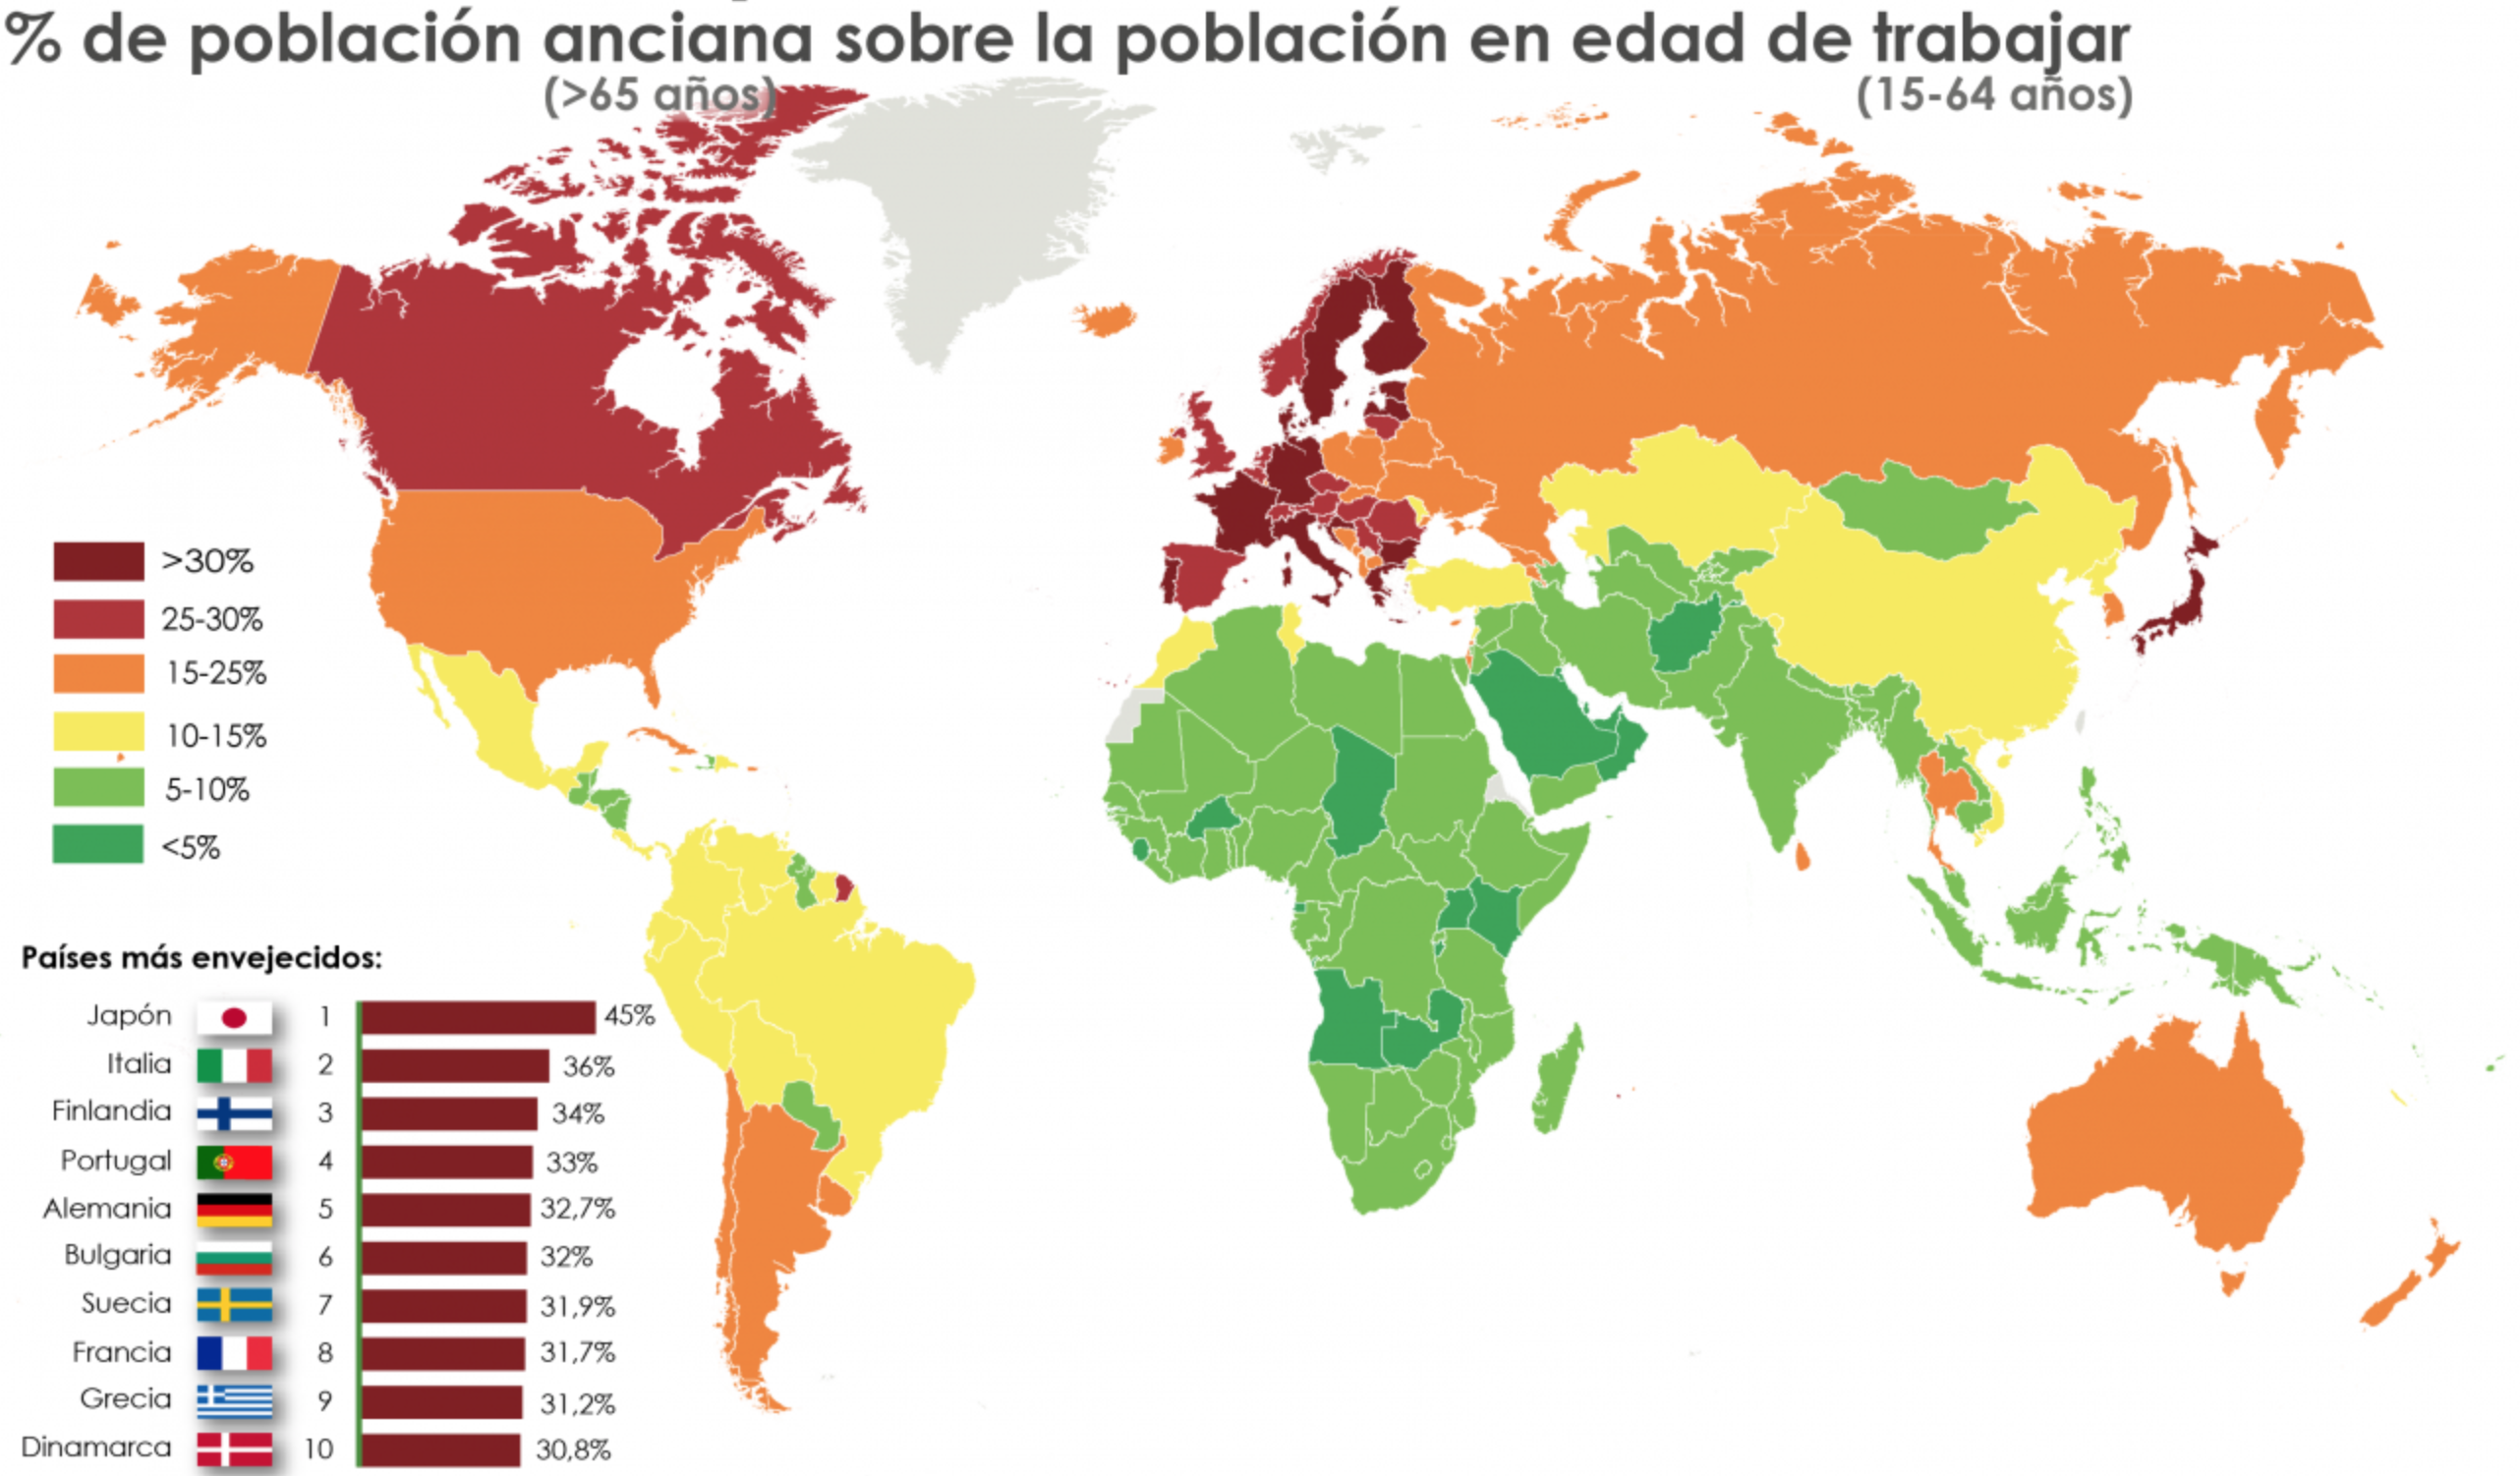 % de población anciana sobre la población en edad de trabajar
(>65 años) (15-64 años)
>30%
25-30%
15-25%
10-15%
5-10%
<5%
Países más envejecidos:
Japón 1 45%
Italia 2 36%
Finlandia 3 34%
Portugal 4 33%
Alemania 5 32,7%
Bulgaria 6 32%
Suecia 7 31,9%
Francia 8 31,7%
Grecia 9 31,2%
Dinamarca 10 30,8%